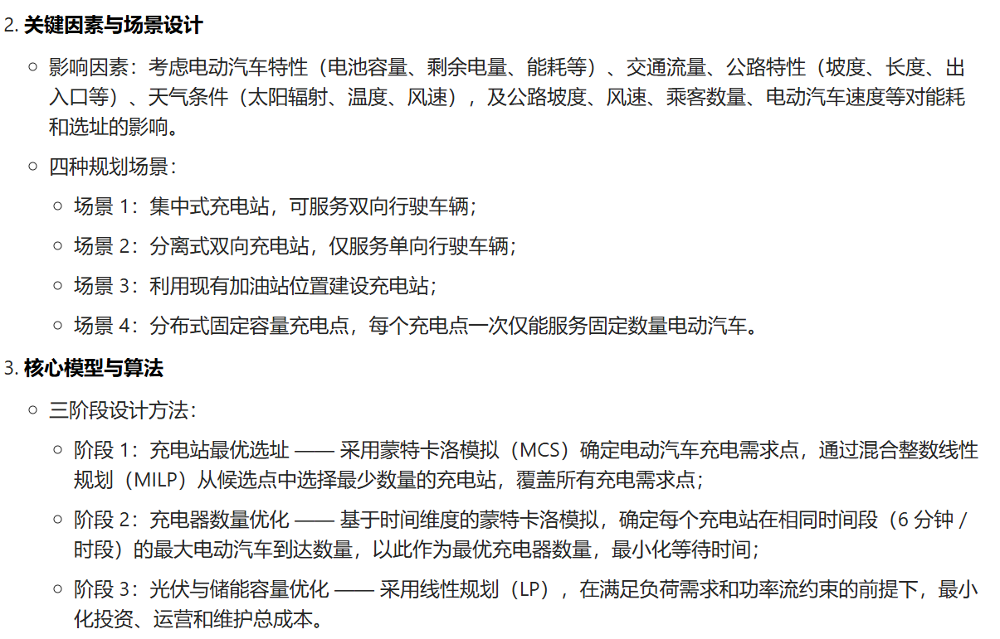 2. 关键因素与场景设计
○ 影响因素：考虑电动汽车特性（电池容量、剩余电量、能耗等）、交通流量、公路特性（坡度、长度、出
入口等）、天气条件（太阳辐射、温度、风速），及公路坡度、风速、乘客数量、电动汽车速度等对能耗
和选址的影响。
○ 四种规划场景：
○ 场景 1：集中式充电站，可服务双向行驶车辆；
○ 场景 2：分离式双向充电站，仅服务单向行驶车辆；
○ 场景 3：利用现有加油站位置建设充电站；
○ 场景 4：分布式固定容量充电点，每个充电点一次仅能服务固定数量电动汽车。
3. 核心模型与算法
○ 三阶段设计方法：
○ 阶段 1：充电站最优选址 —— 采用蒙特卡洛模拟（MCS）确定电动汽车充电需求点，通过混合整数线性
规划（MILP）从候选点中选择最少数量的充电站，覆盖所有充电需求点；
○ 阶段 2：充电器数量优化 —— 基于时间维度的蒙特卡洛模拟，确定每个充电站在相同时间段（6 分钟 /
时段）的最大电动汽车到达数量，以此作为最优充电器数量，最小化等待时间；
○ 阶段 3：光伏与储能容量优化 —— 采用线性规划（LP），在满足负荷需求和功率流约束的前提下，最小
化投资、运营和维护总成本。